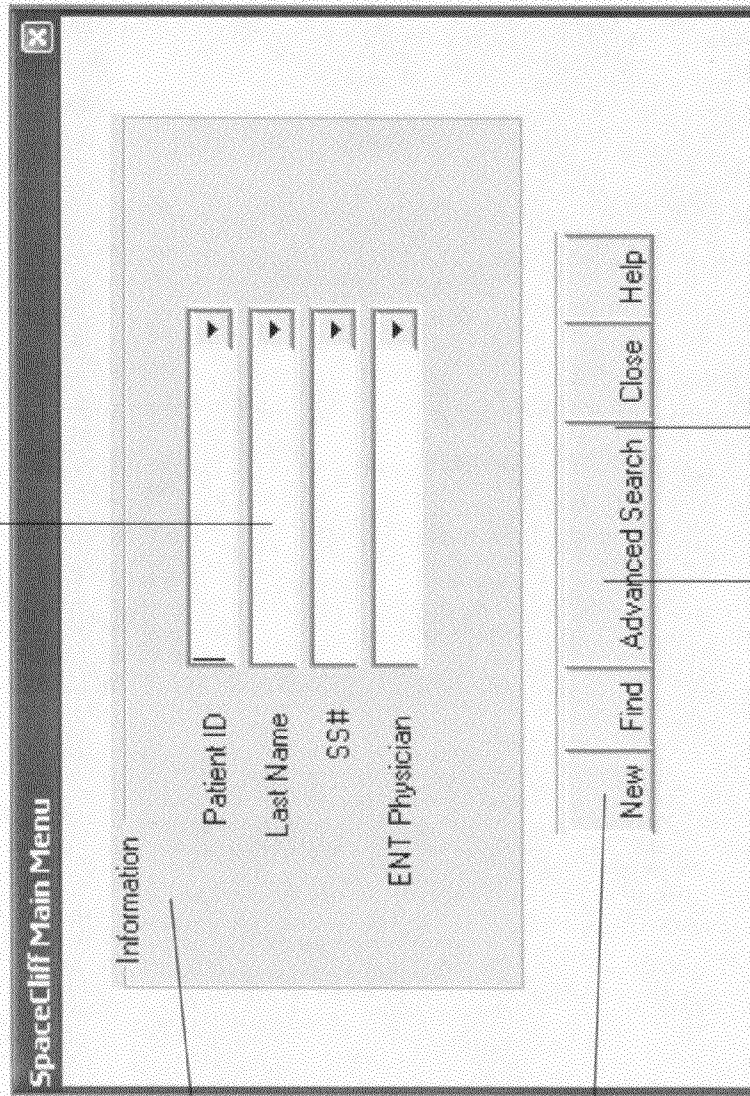 SpaceCliff Main Menu
Information
Patient ID
Last Name
SS#
ENT Physician
New Find Advanced Search Close Help